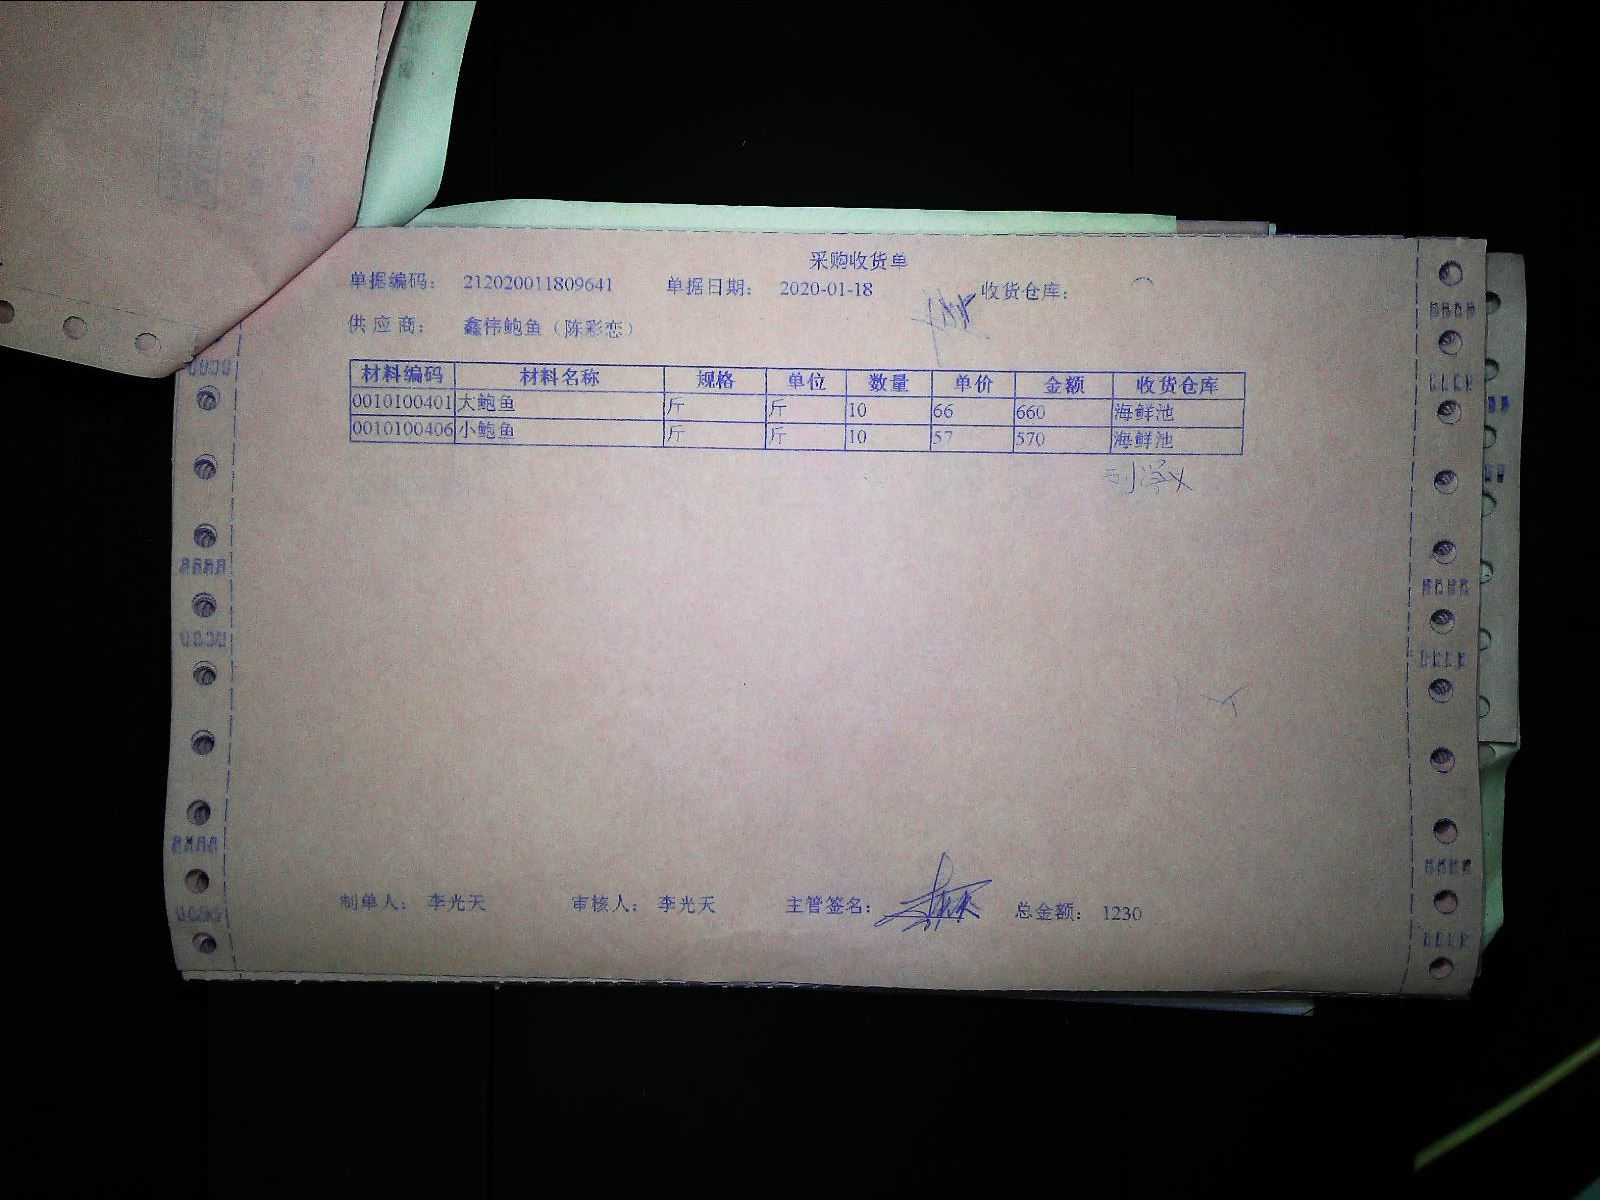 采购收货单
单据编码： 212020011809641 单据日期： 2020-01-18 收货仓库：
供应商： 鑫伟鲍鱼（陈彩恋）
材料编码 材料名称 规格 单位 数量 单价 金额 收货仓库
0010100401 大鲍鱼 斤 斤 10 66 660 海鲜池
0010100406 小鲍鱼 斤 斤 10 57 570 海鲜池
制单人： 李光天 审核人： 李光天 主管签名： 总金额： 1230